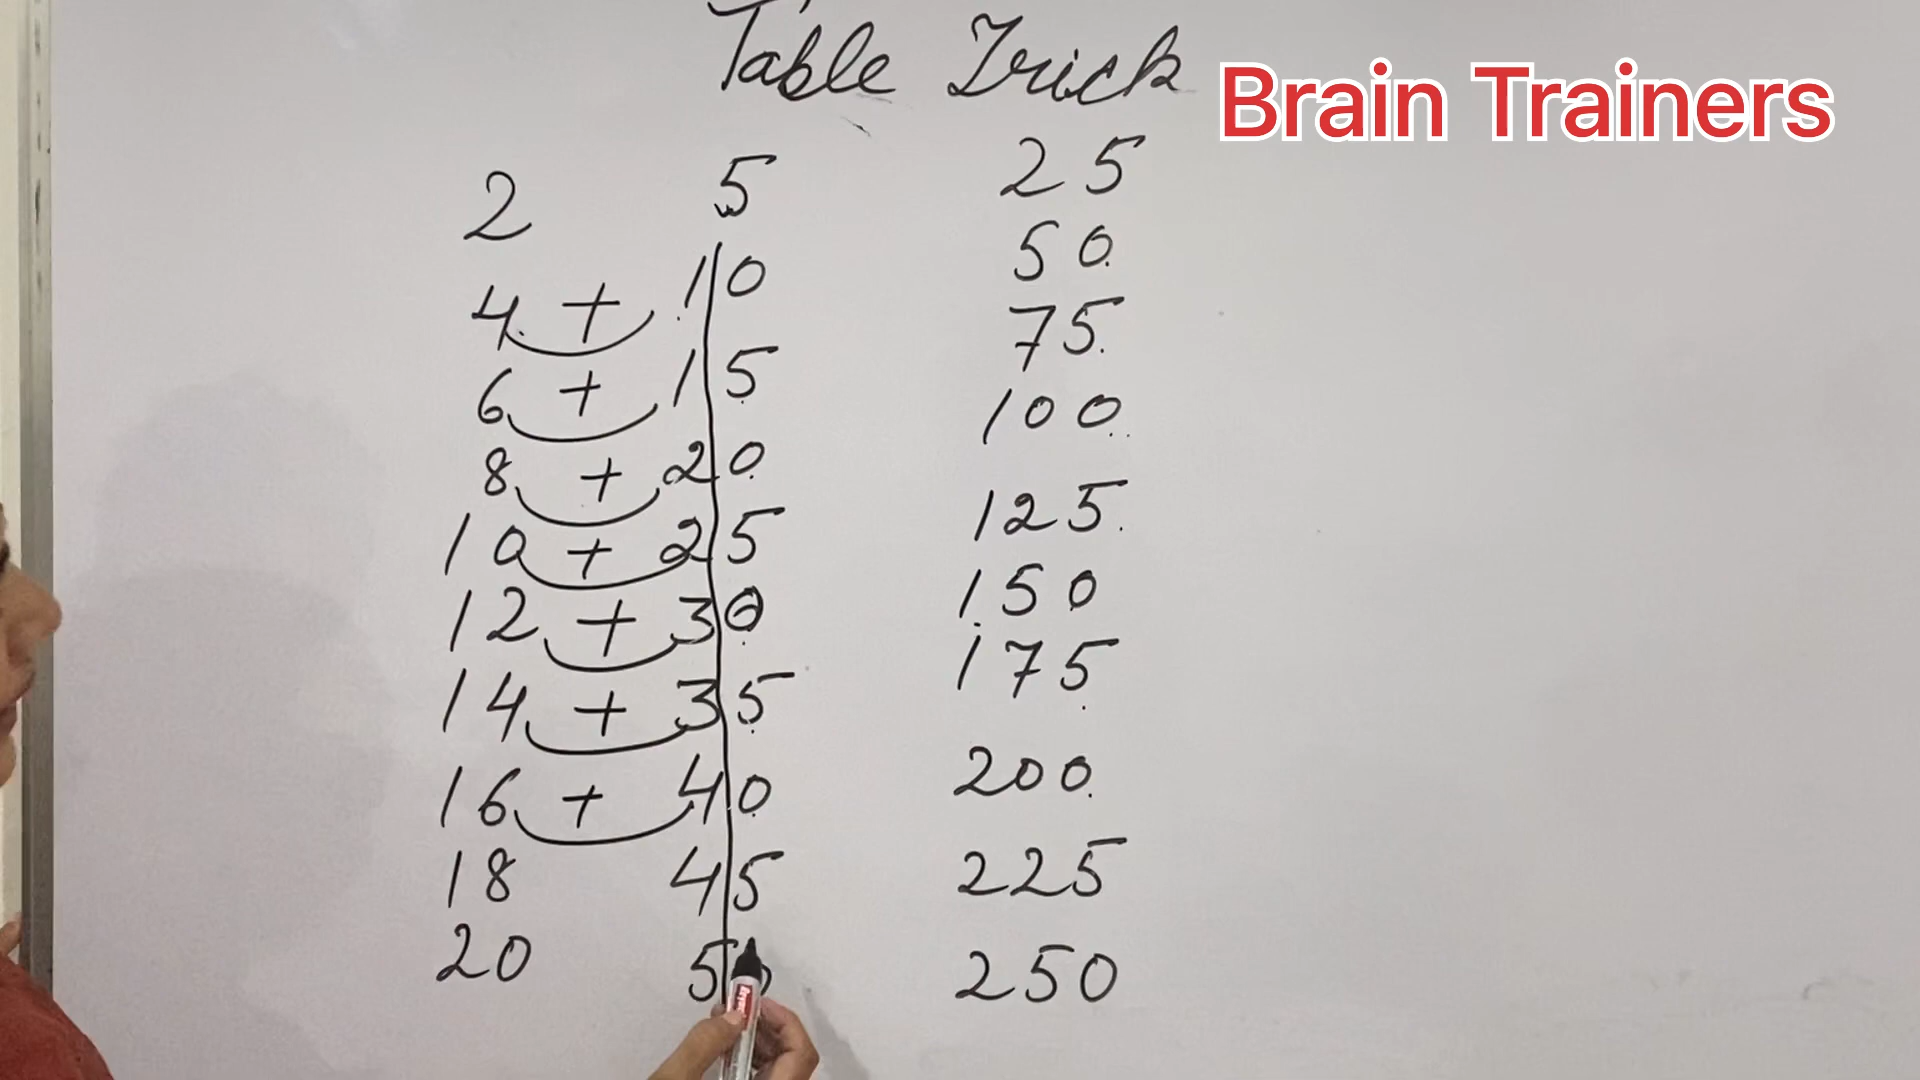 Table Trick
Brain Trainers
2 5 25
4 + 10 50
6 + 15 75
8 + 20 100
10 + 25 125
12 + 30 150
14 + 35 175
16 + 40 200
18 45 225
20 50 250